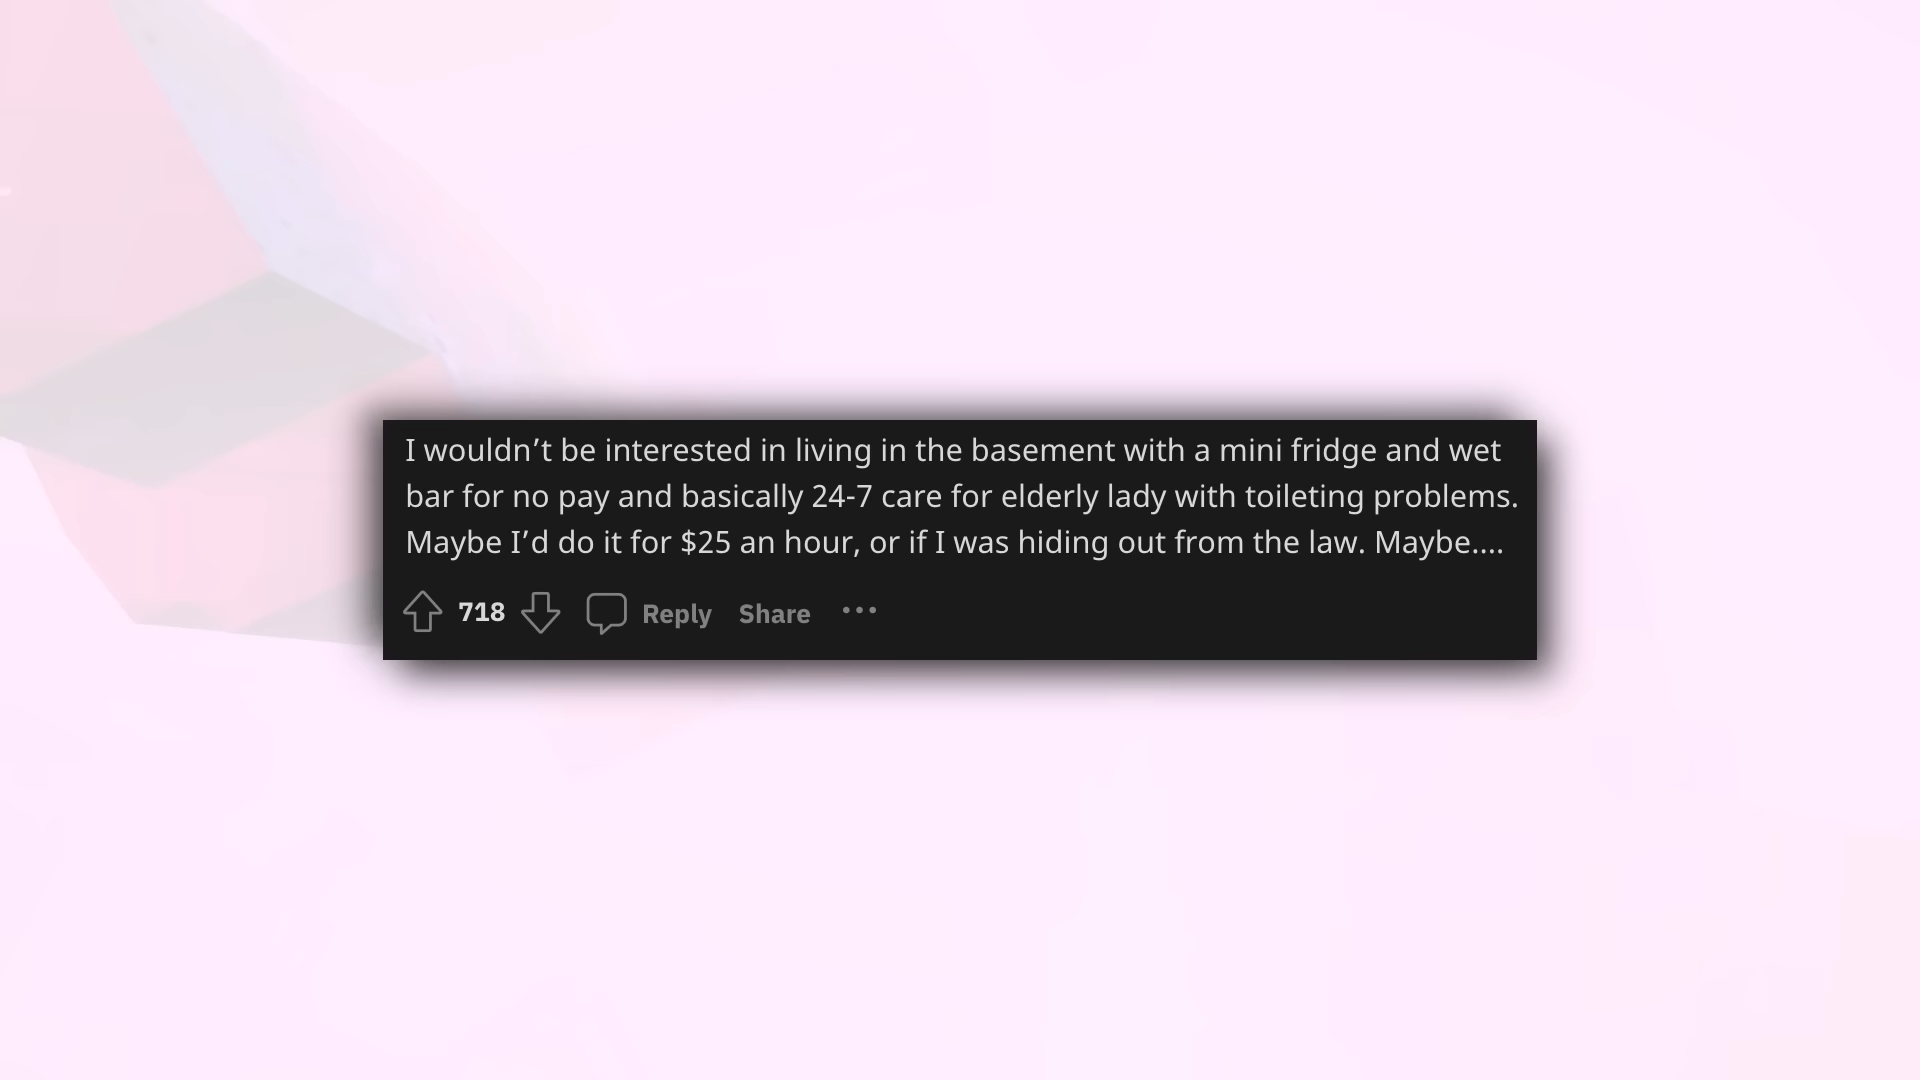 I wouldn’t be interested in living in the basement with a mini fridge and wet
bar for no pay and basically 24-7 care for elderly lady with toileting problems.
Maybe I’d do it for $25 an hour, or if I was hiding out from the law. Maybe....
718 Reply Share ···